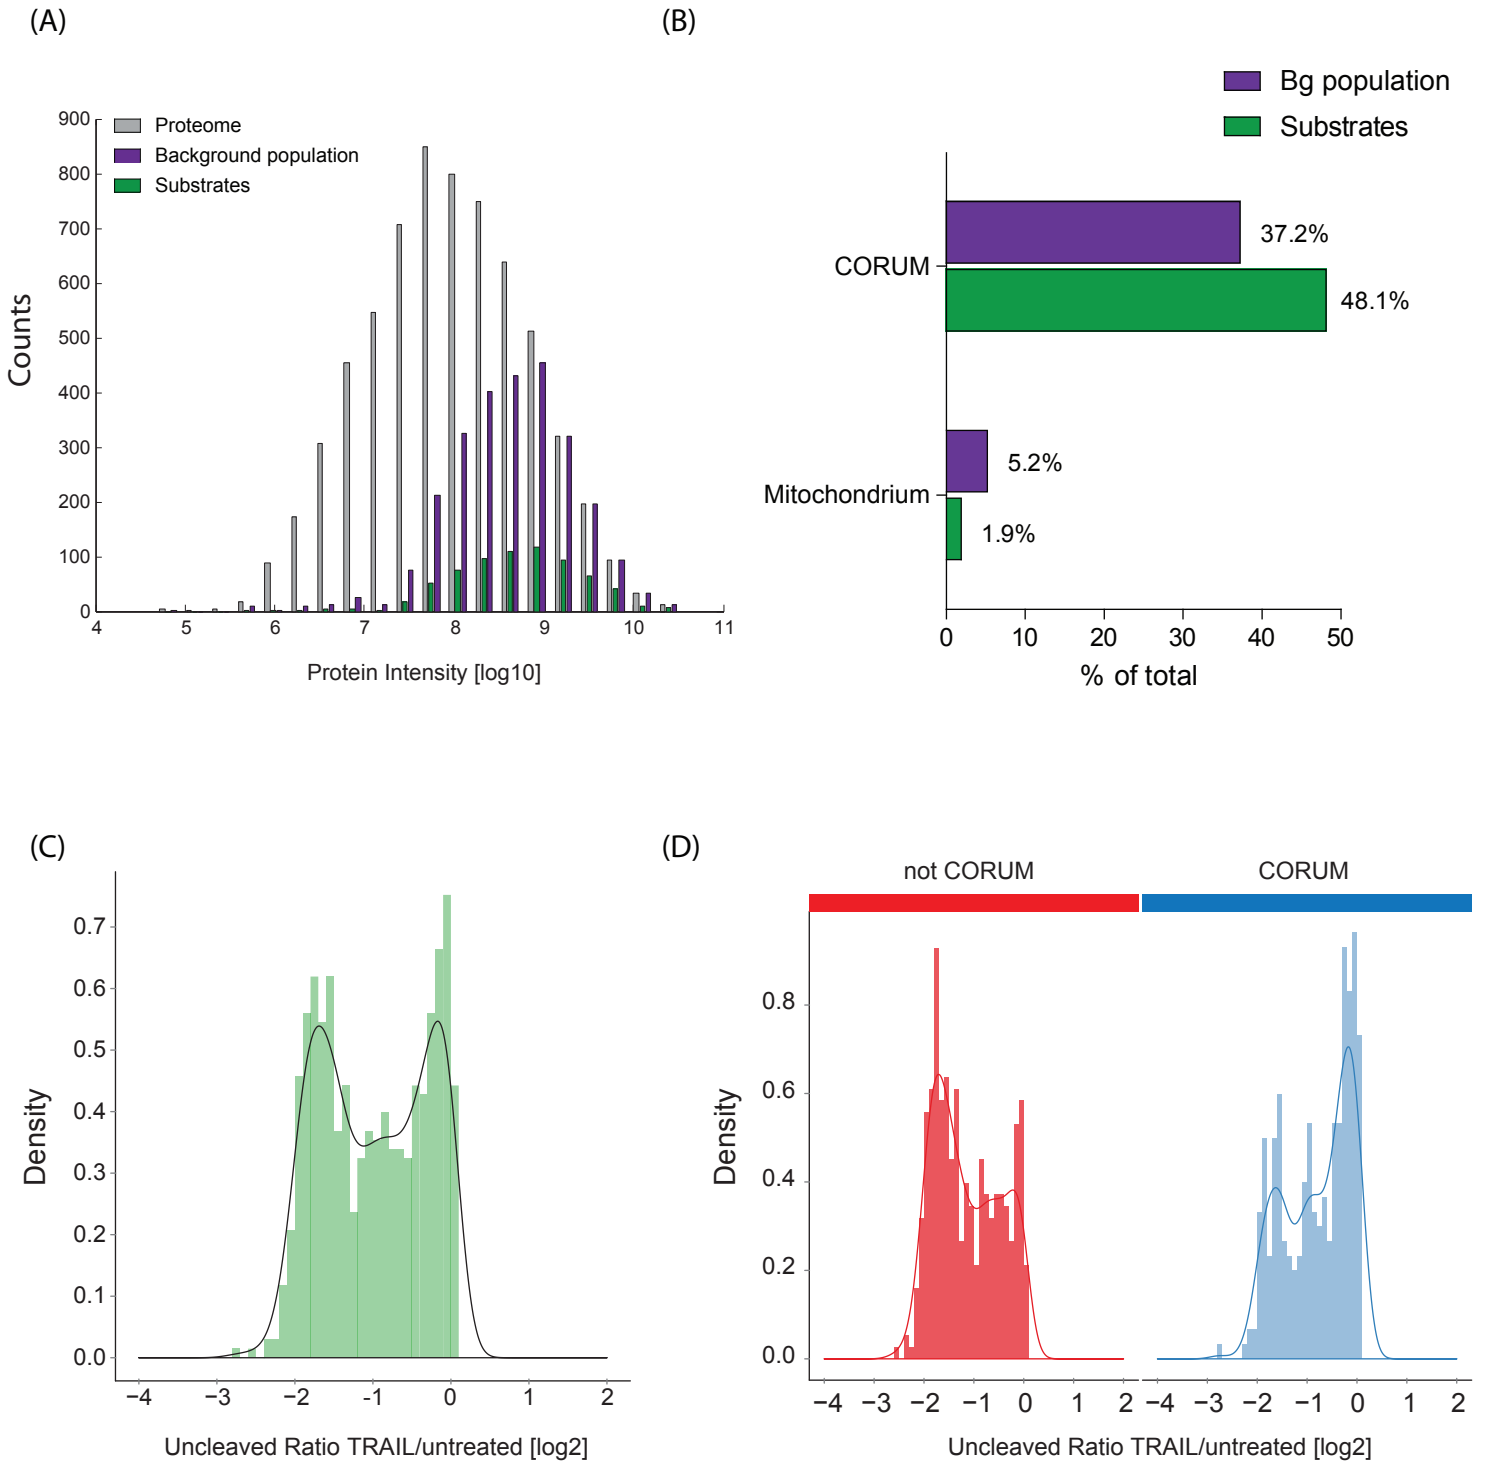 (A)
Proteome
Background population
Substrates
900
800
700
600
500
400
300
200
100
0
Counts
4 5 6 7 8 9 10 11
Protein Intensity [log10]
(B)
Bg population
Substrates
CORUM
37.2%
48.1%
Mitochondrium
5.2%
1.9%
0 10 20 30 40 50
% of total
(C)
0.7
0.6
0.5
0.4
0.3
0.2
0.1
0.0
Density
−4 −3 −2 -1 0 1 2
Uncleaved Ratio TRAIL/untreated [log2]
(D)
not CORUM
CORUM
0.8
0.6
0.4
0.2
0.0
Density
−4 −3 −2 −1 0 1 2
−4 −3 −2 −1 0 1 2
Uncleaved Ratio TRAIL/untreated [log2]